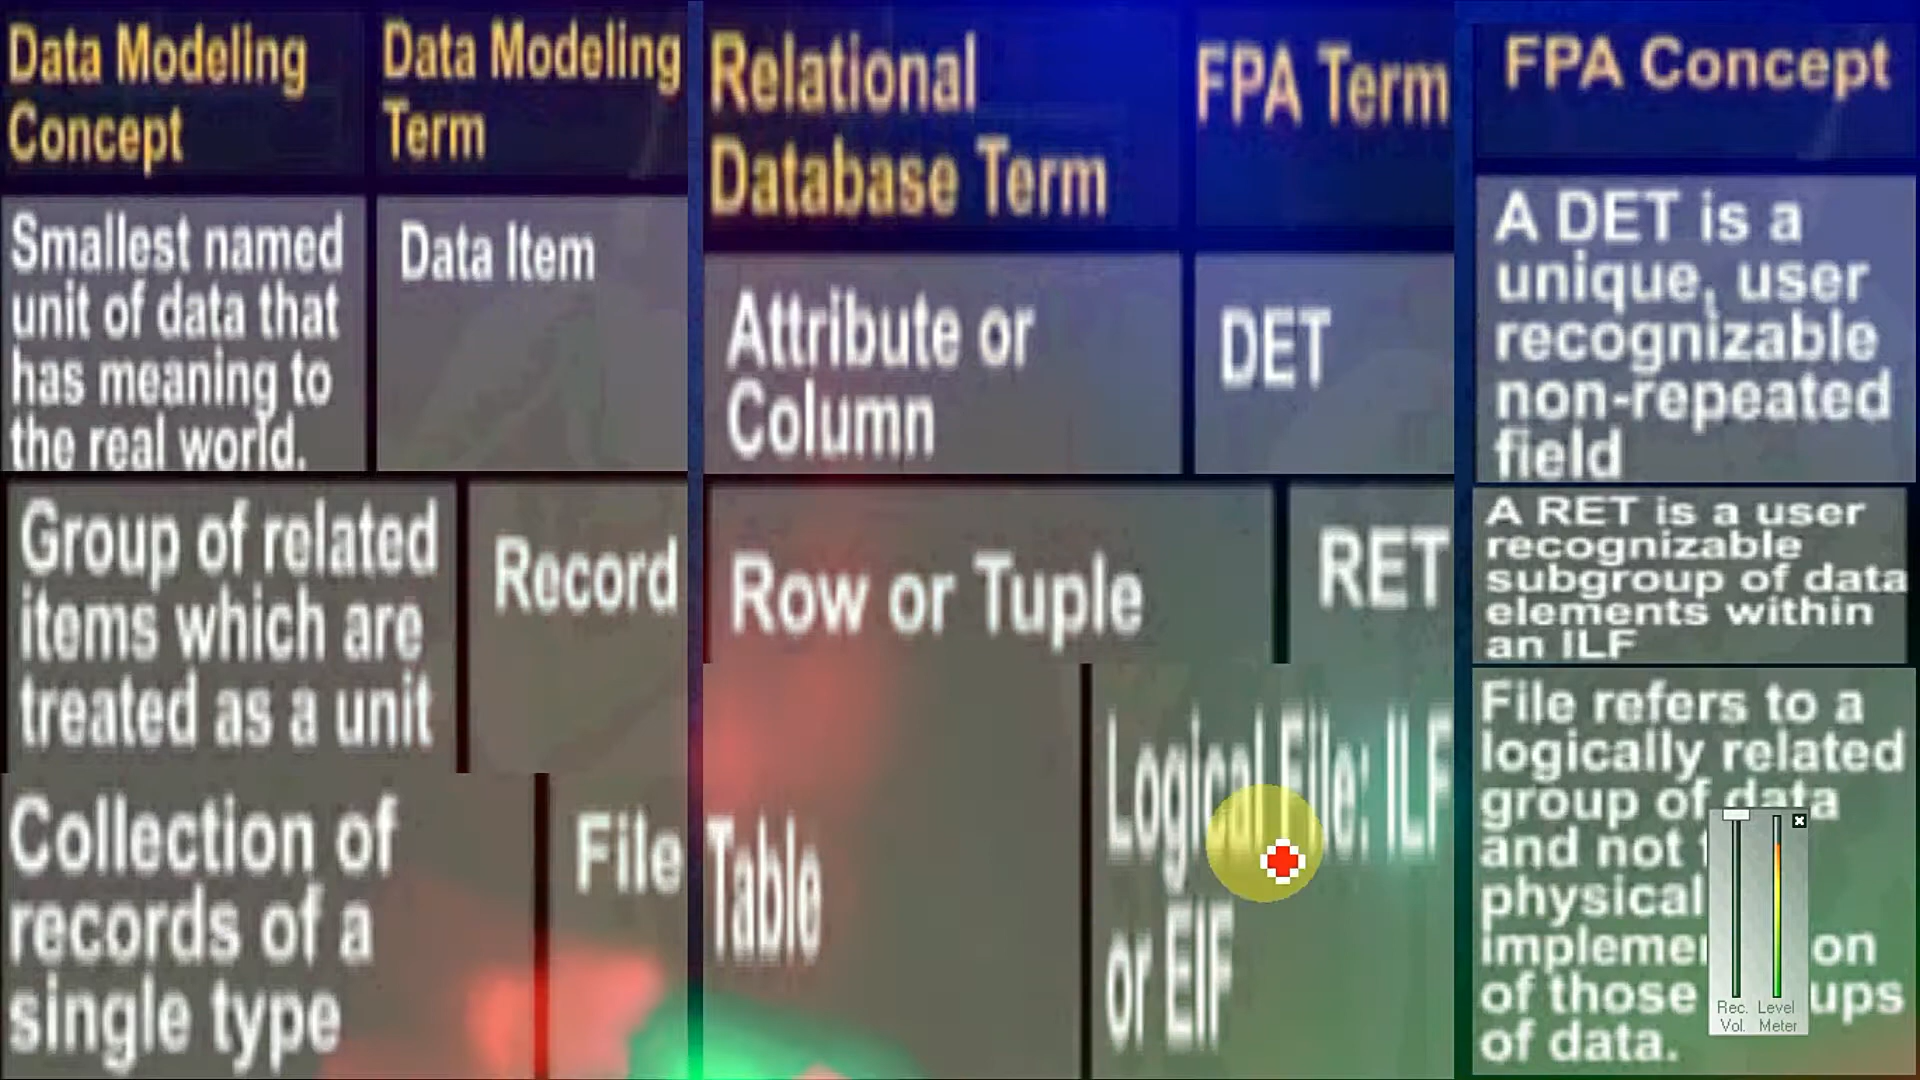 Data Modeling
Concept
Data Modeling
Term
Relational
Database Term
FPA Term
FPA Concept
Smallest named
unit of data that
has meaning to
the real world.
Data Item
Attribute or
Column
DET
A DET is a
unique, user
recognizable
non-repeated
field
Group of related
items which are
treated as a unit
Record
Row or Tuple
RET
A RET is a user
recognizable
subgroup of data
elements within
an ILF
Collection of
records of a
single type
File
Table
Logical File: ILF
or EIF
File refers to a
logically related
group of data
and not
physical
of those
of data.
Rec. Level
Vol. Meter